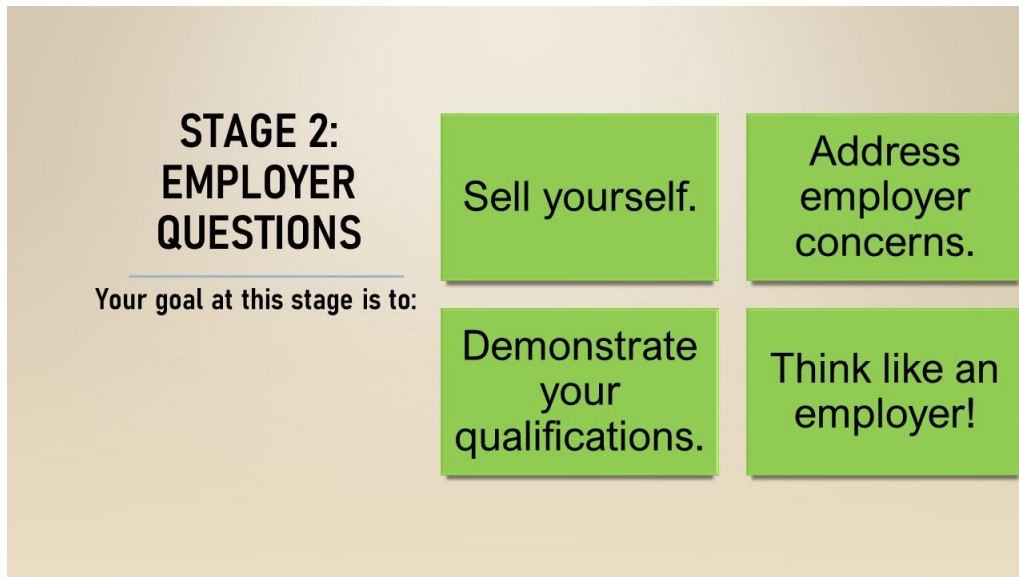 STAGE 2:
EMPLOYER
QUESTIONS
Your goal at this stage is to:
Sell yourself.
Address
employer
concerns.
Demonstrate
your
qualifications.
Think like an
employer!